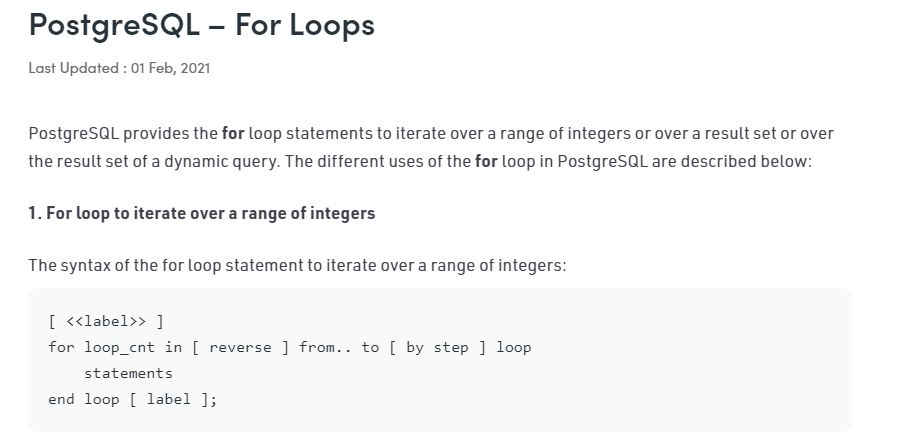 PostgreSQL – For Loops
Last Updated : 01 Feb, 2021
PostgreSQL provides the for loop statements to iterate over a range of integers or over a result set or over
the result set of a dynamic query. The different uses of the for loop in PostgreSQL are described below:
1. For loop to iterate over a range of integers
The syntax of the for loop statement to iterate over a range of integers:
[ <<label>> ]
for loop_cnt in [ reverse ] from.. to [ by step ] loop
    statements
end loop [ label ];